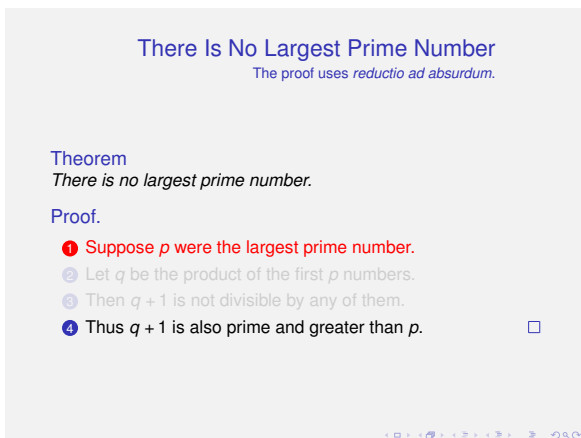 There Is No Largest Prime Number
The proof uses reductio ad absurdum.
Theorem
There is no largest prime number.
Proof.
1 Suppose p were the largest prime number.
2 Let q be the product of the first p numbers.
3 Then q + 1 is not divisible by any of them.
4 Thus q + 1 is also prime and greater than p.